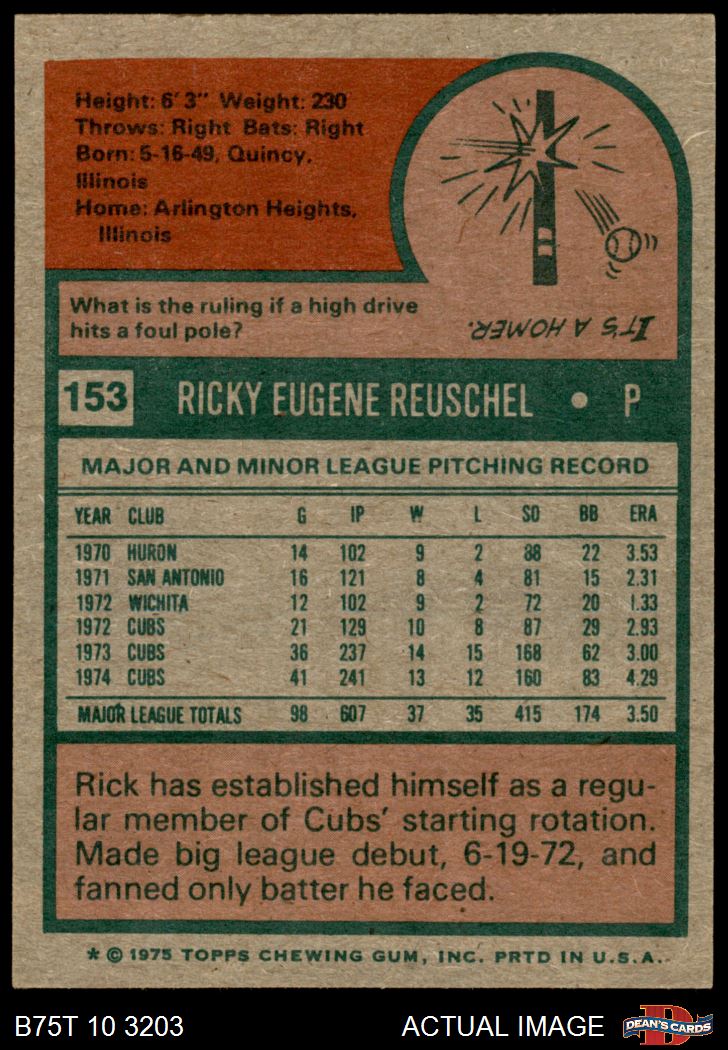 Height: 6' 3" Weight: 230
Throws: Right Bats: Right
Born: 5-16-49, Quincy,
Illinois
Home: Arlington Heights,
Illinois
What is the ruling if a high drive
hits a foul pole?
IT'S A HOMER.
153 RICKY EUGENE REUSCHEL • P
MAJOR AND MINOR LEAGUE PITCHING RECORD
YEAR CLUB G IP W L SO BB ERA
1970 HURON 14 102 9 2 88 22 3.53
1971 SAN ANTONIO 16 121 8 4 81 15 2.31
1972 WICHITA 12 102 9 2 72 20 1.33
1972 CUBS 21 129 10 8 87 29 2.93
1973 CUBS 36 237 14 15 168 62 3.00
1974 CUBS 41 241 13 12 160 83 4.29
MAJOR LEAGUE TOTALS 98 607 37 35 415 174 3.50
Rick has established himself as a regu-
lar member of Cubs' starting rotation.
Made big league debut, 6-19-72, and
fanned only batter he faced.
* © 1975 TOPPS CHEWING GUM, INC. PRTD IN U.S.A.
B75T 10 3203 ACTUAL IMAGE D DEAN'S CARDS